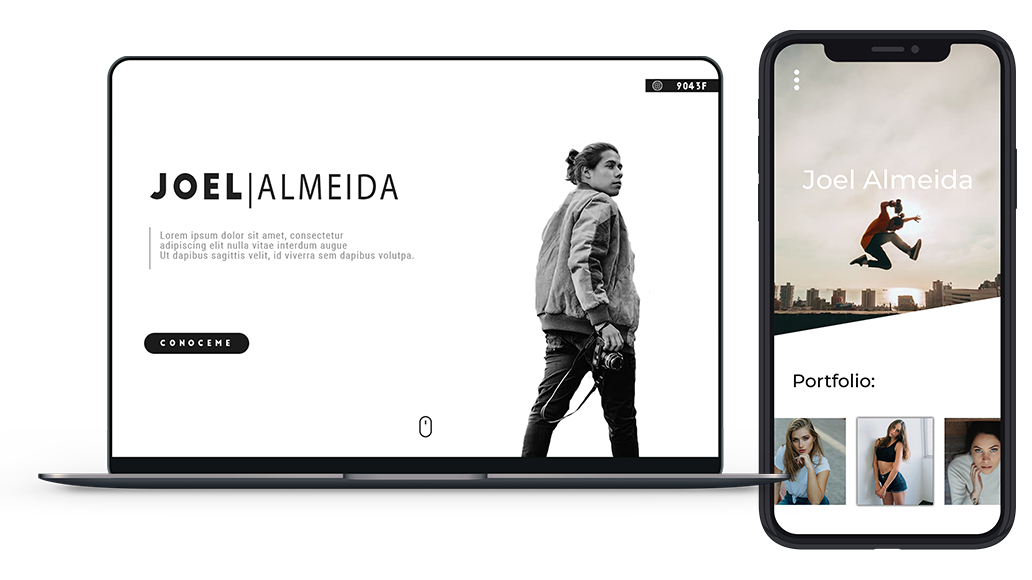 9043F
JOEL|ALMEIDA
Lorem ipsum dolor sit amet, consectetur
adipiscing elit nulla vitae interdum augue
Ut dapibus sagittis velit, id viverra sem dapibus volutpa.
CONOCEME
Joel Almeida
Portfolio: